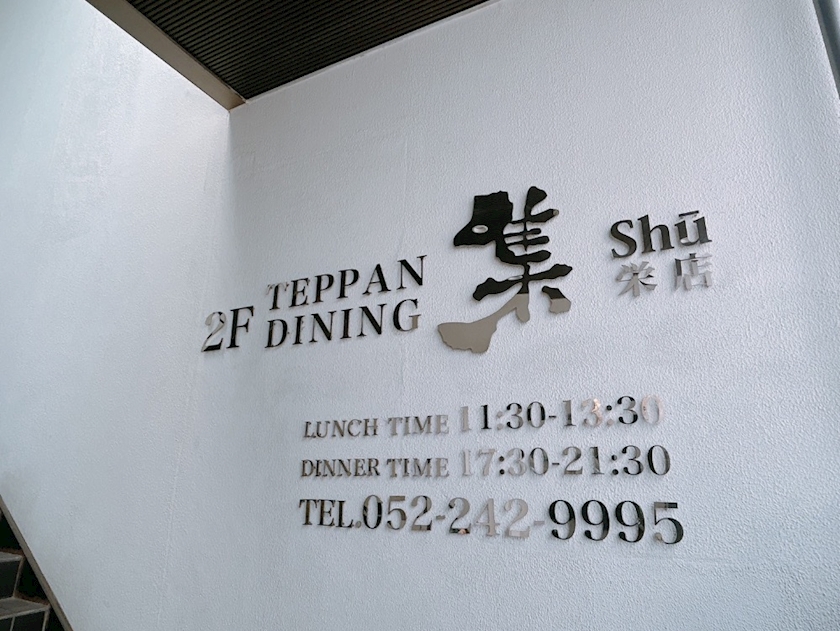 2F TEPPAN DINING 集 Shū
栄店
LUNCH TIME 11:30-13:30
DINNER TIME 17:30-21:30
TEL.052-242-9995